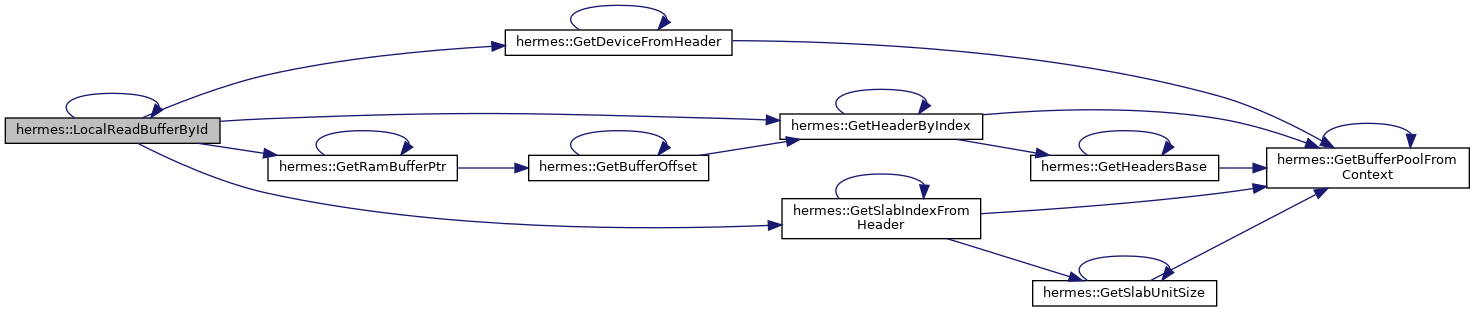 hermes::LocalReadBufferById
hermes::GetDeviceFromHeader
hermes::GetRamBufferPtr
hermes::GetBufferOffset
hermes::GetHeaderByIndex
hermes::GetHeadersBase
hermes::GetBufferPoolFrom
Context
hermes::GetSlabIndexFrom
Header
hermes::GetSlabUnitSize